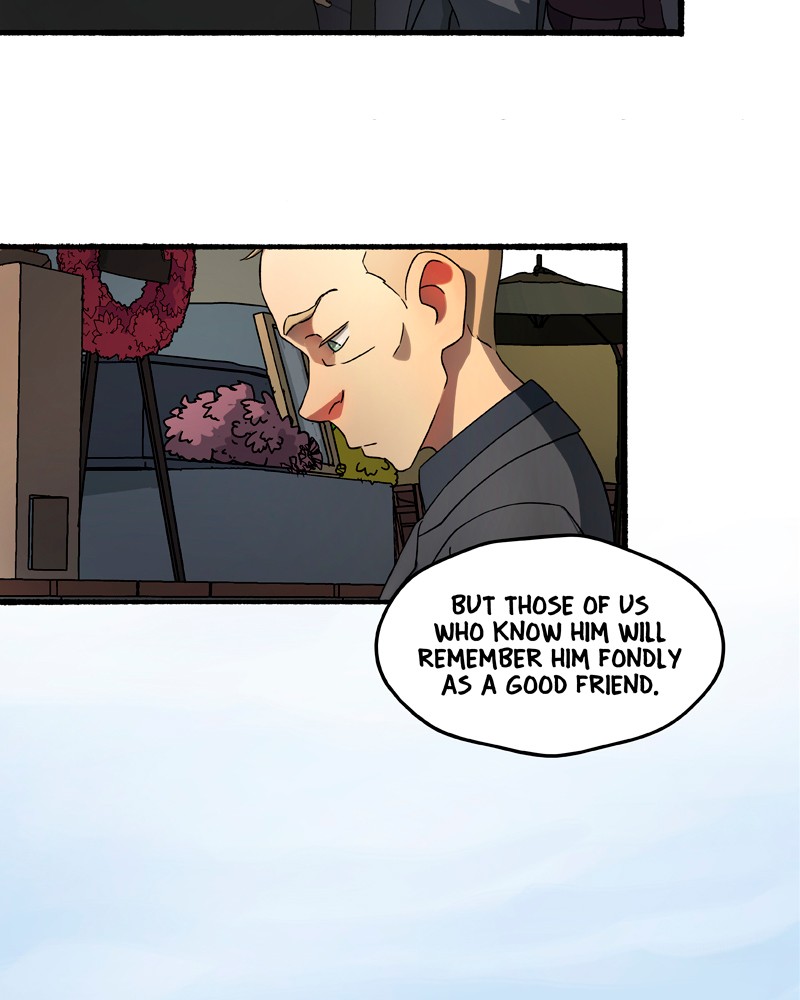 BUT THOSE OF US
WHO KNOW HIM WILL
REMEMBER HIM FONDLY
AS A GOOD FRIEND.